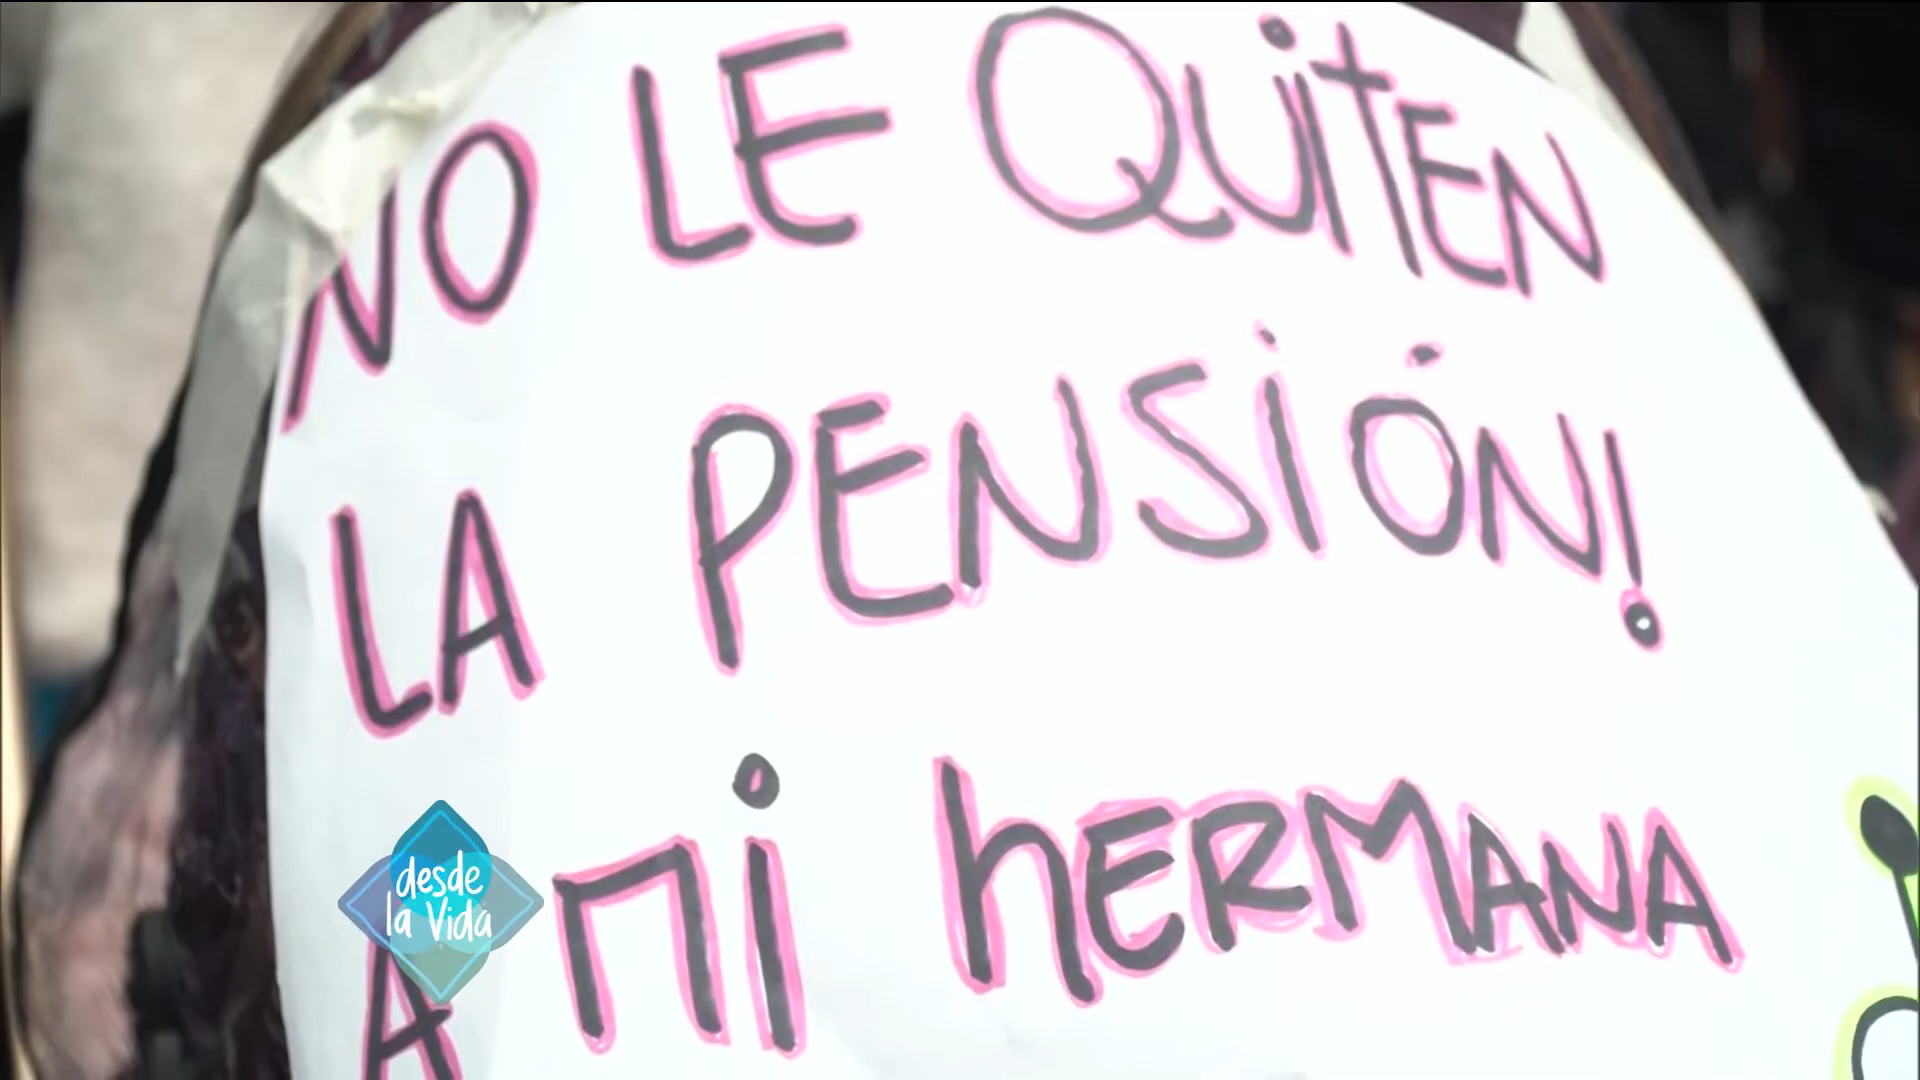 NO LE QUiTEN
LA PENSiÓN!
A Mi hERMANA
desde
la Vida